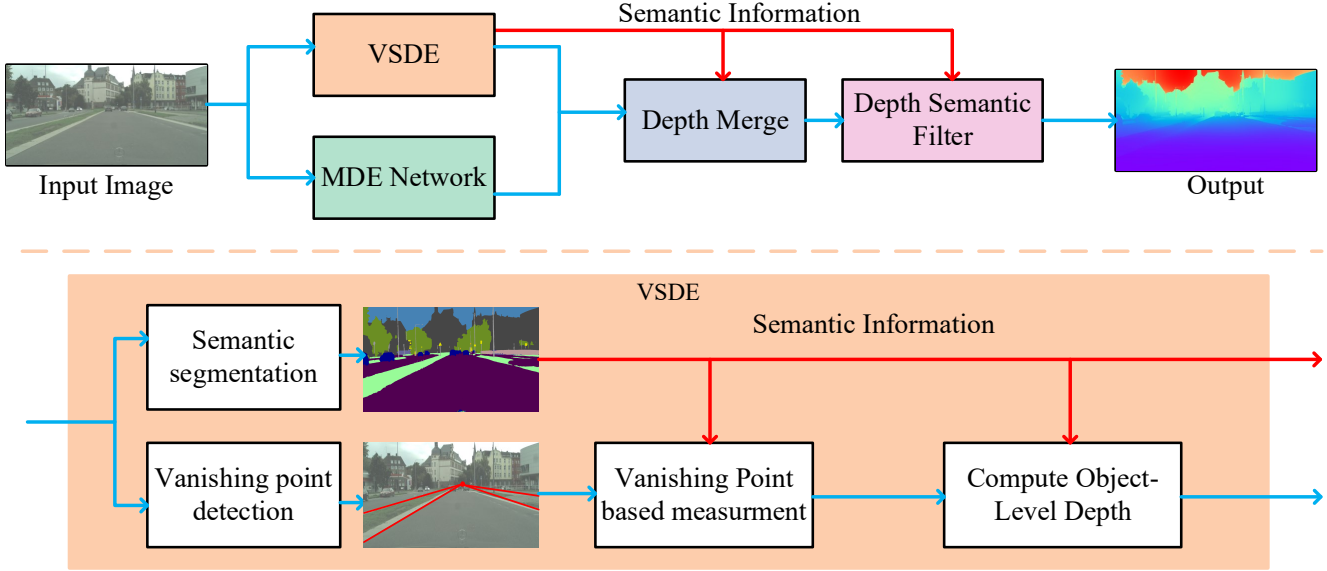 Semantic Information
VSDE
Depth Merge
Depth Semantic
Filter
MDE Network
Input Image
Output
VSDE
Semantic Information
Semantic
segmentation
Vanishing point
detection
Vanishing Point
based measurment
Compute Object-
Level Depth